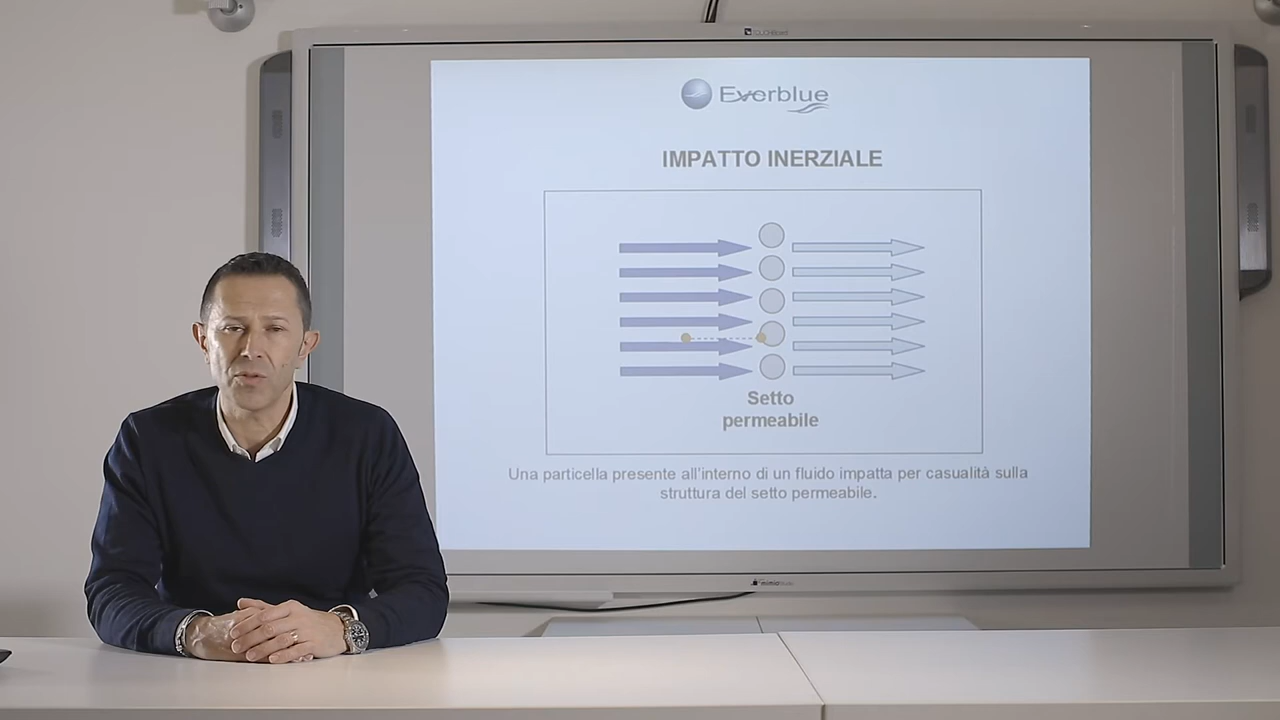 Everblue
IMPATTO INERZIALE
Setto
permeabile
Una particella presente all'interno di un fluido impatta per casualità sulla
struttura del setto permeabile.
mimio